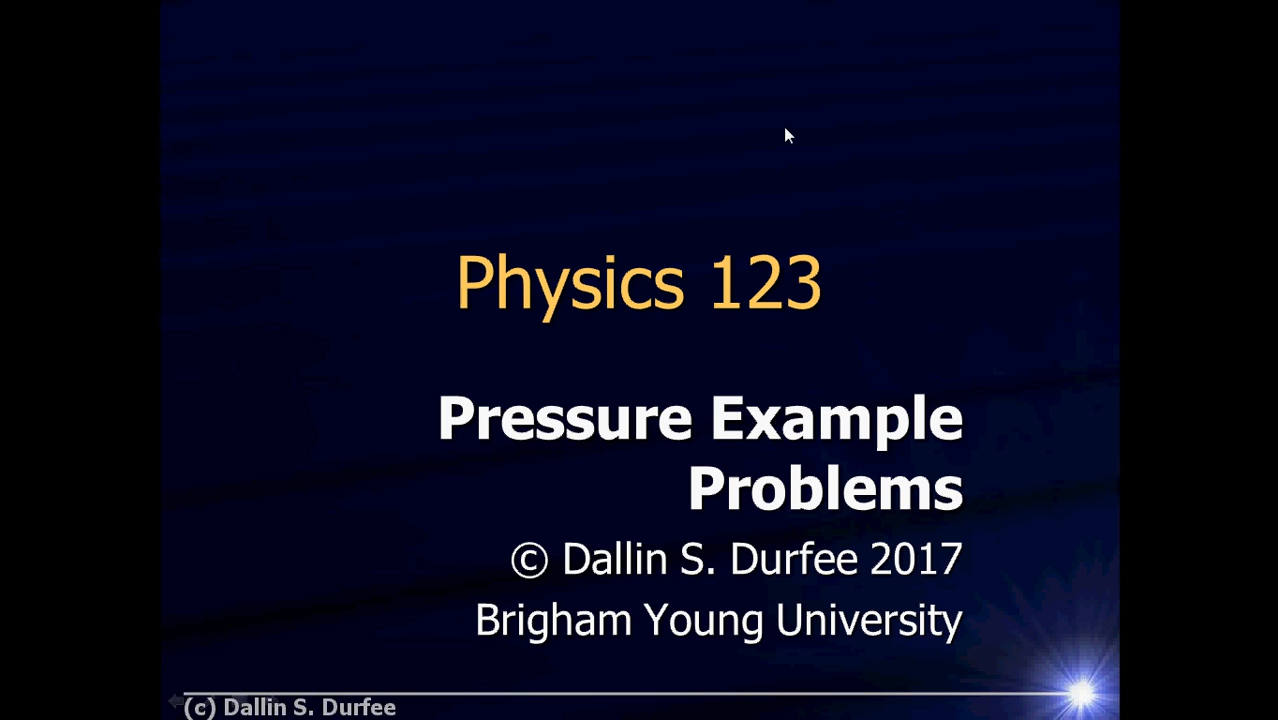 Physics 123
Pressure Example
Problems
© Dallin S. Durfee 2017
Brigham Young University
(c) Dallin S. Durfee